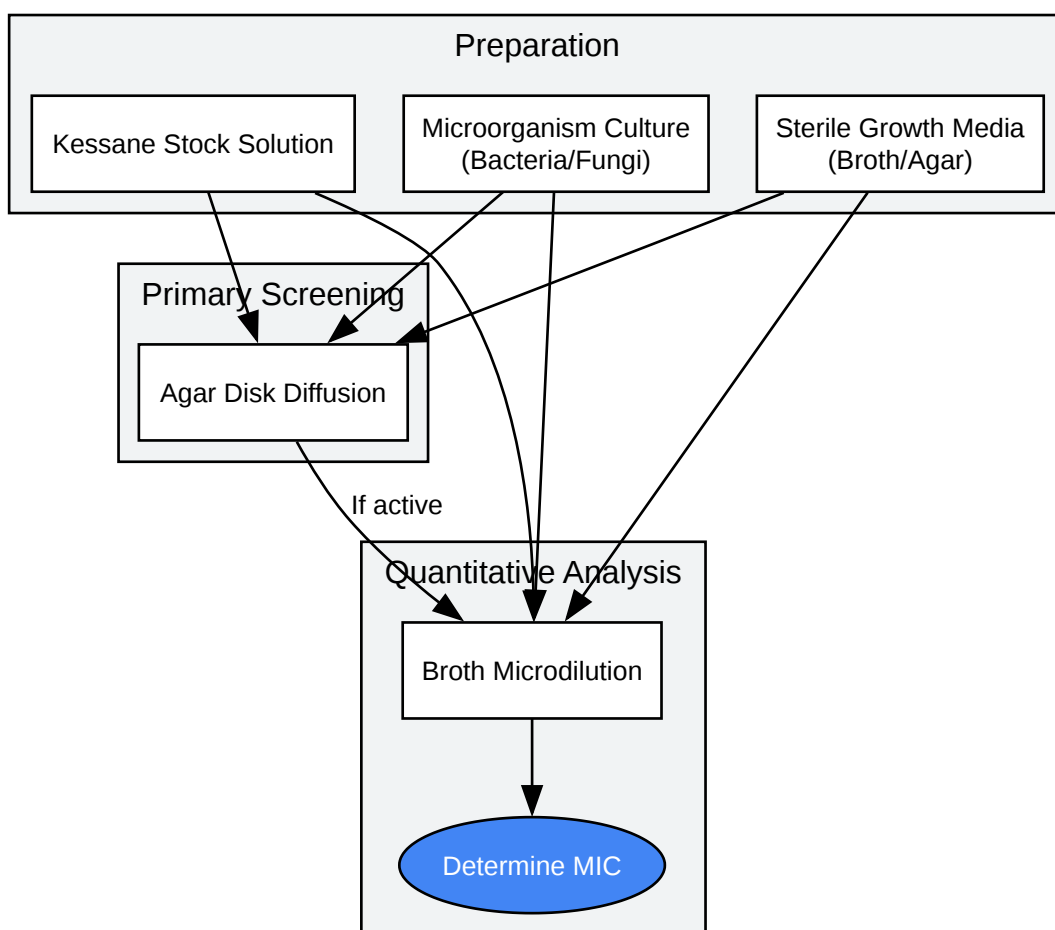 Preparation
Kessane Stock Solution
Microorganism Culture
(Bacteria/Fungi)
Sterile Growth Media
(Broth/Agar)
Primary Screening
Agar Disk Diffusion
If active
Quantitative Analysis
Broth Microdilution
Determine MIC